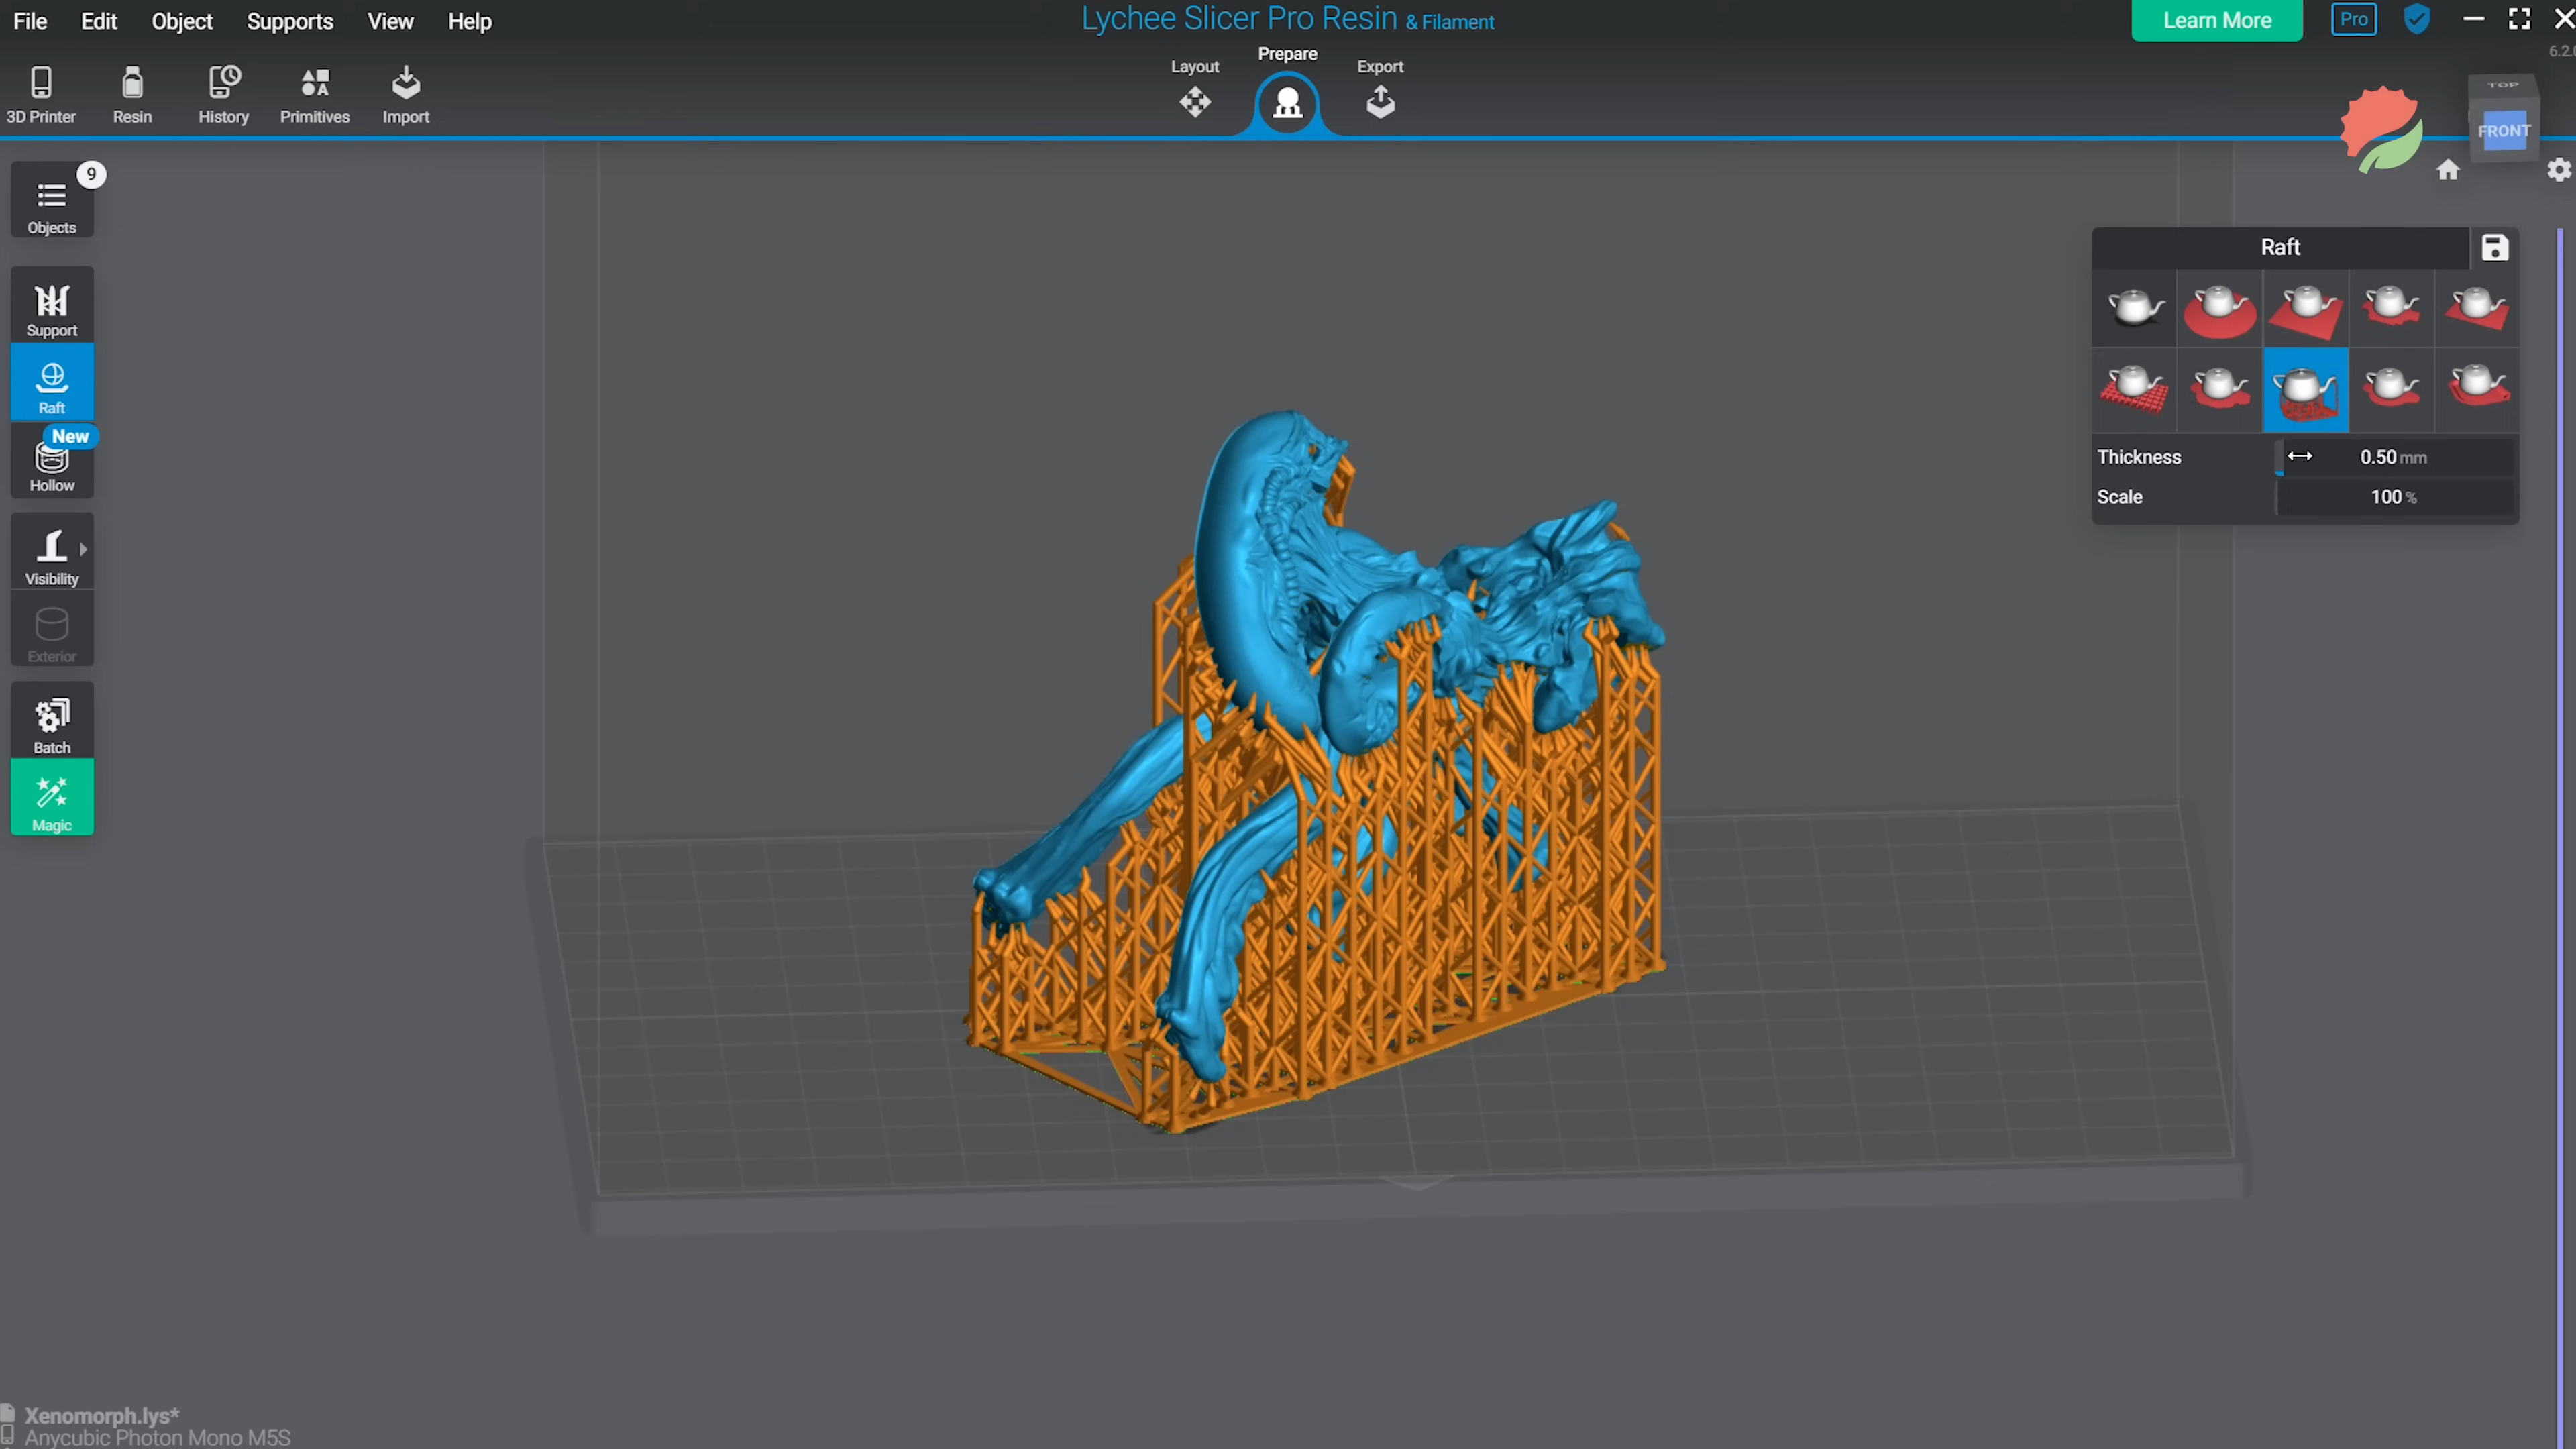 File Edit Object Supports View Help
Lychee Slicer Pro Resin & Filament
Learn More
Pro
3D Printer Resin History Primitives Import
Layout Prepare Export
TOP
FRONT
9
Objects
Support
Raft
New
Hollow
Visibility
Exterior
Batch
Magic
Raft
Thickness 0.50 mm
Scale 100 %
Xenomorph.lys*
Anycubic Photon Mono M5S